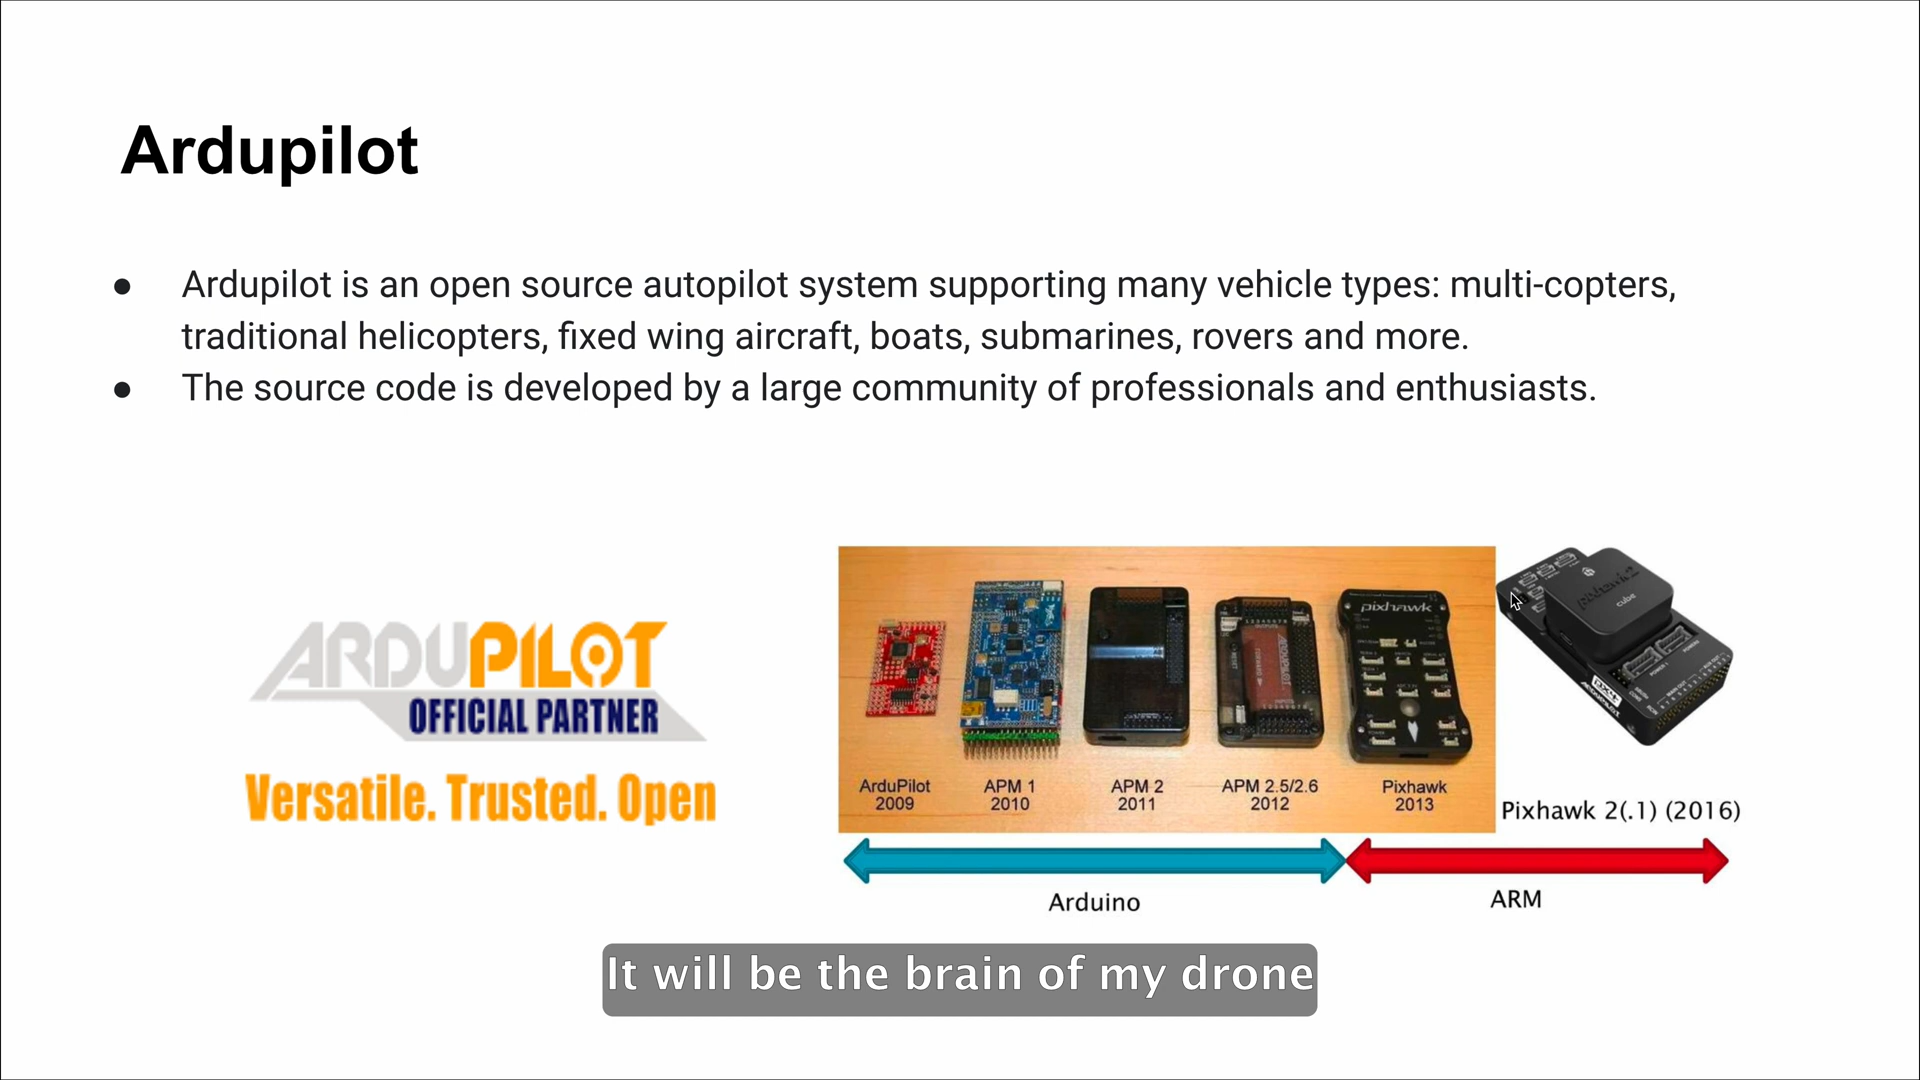 Ardupilot
● Ardupilot is an open source autopilot system supporting many vehicle types: multi-copters,
traditional helicopters, fixed wing aircraft, boats, submarines, rovers and more.
● The source code is developed by a large community of professionals and enthusiasts.
ARDUPILOT
OFFICIAL PARTNER
Versatile. Trusted. Open
pixhawk
cube
ArduPilot
2009
APM 1
2010
APM 2
2011
APM 2.5/2.6
2012
Pixhawk
2013
Pixhawk 2(.1) (2016)
Arduino
ARM
It will be the brain of my drone